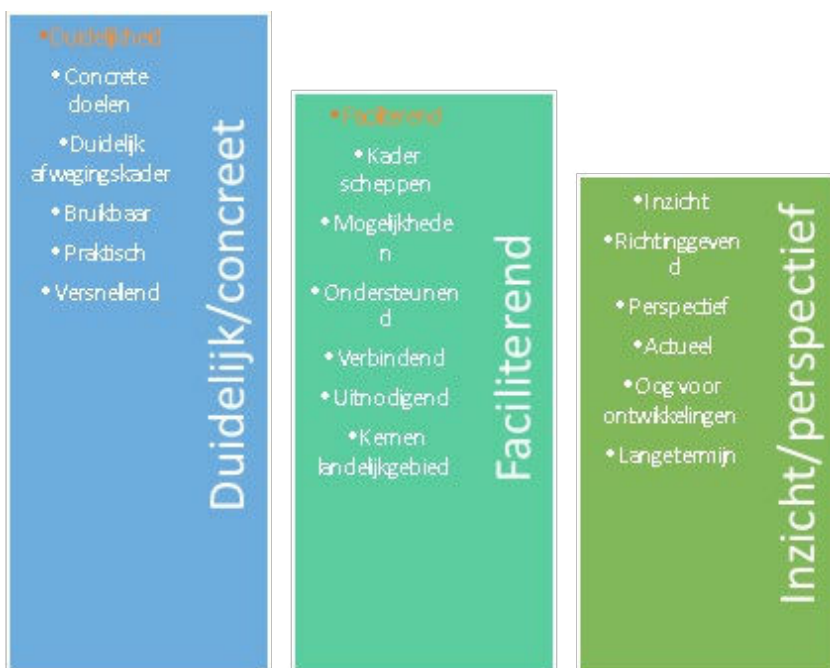 •Duidelijkheid
•Concrete
doelen
•Duidelijk
afwegingskader
•Bruikbaar
•Praktisch
•Versnellend
Duidelijk/concreet
•Faciliterend
•Kader
scheppen
•Mogelijkhede
n
•Ondersteunen
d
•Verbindend
•Uitnodigend
•Kernen
landelijkgebied
Faciliterend
•Inzicht
•Richtinggeven
d
•Perspectief
•Actueel
•Oog voor
ontwikkelingen
•Langetermijn
Inzicht/perspectief